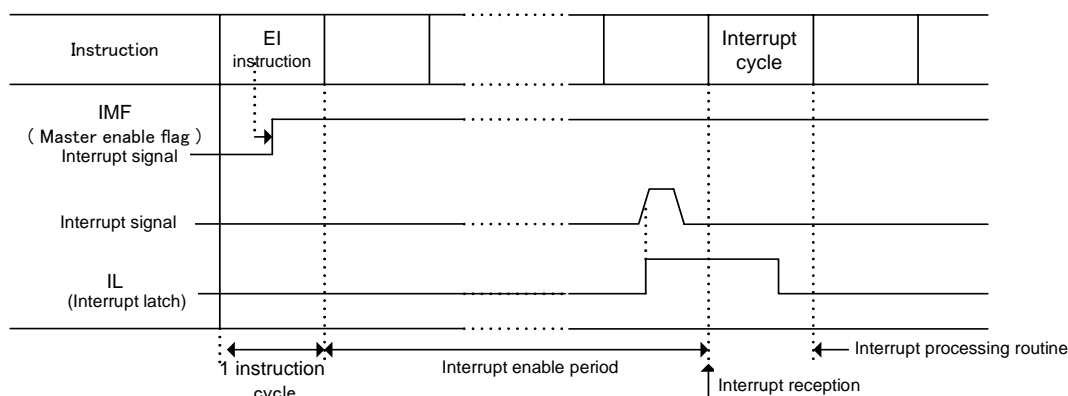 Instruction
EI
instruction
Interrupt
cycle
IMF
( Master enable flag )
Interrupt signal
Interrupt signal
IL
(Interrupt latch)
1 instruction
cycle
Interrupt enable period
Interrupt processing routine
Interrupt reception